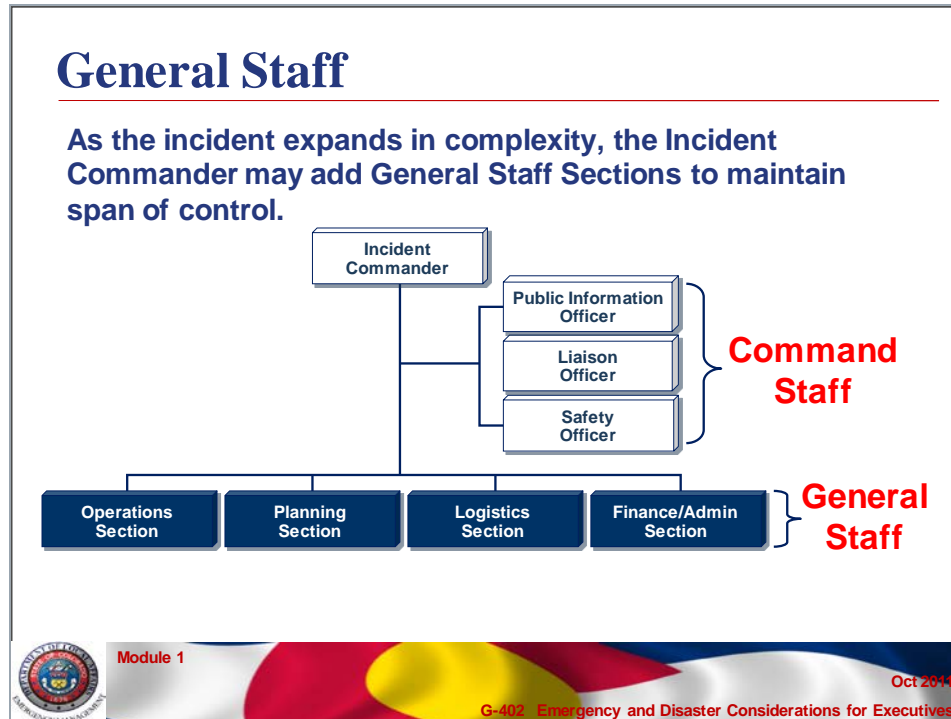 General Staff
As the incident expands in complexity, the Incident
Commander may add General Staff Sections to maintain
span of control.
Incident
Commander
Public Information
Officer
Liaison
Officer
Safety
Officer
Command
Staff
Operations
Section
Planning
Section
Logistics
Section
Finance/Admin
Section
General
Staff
Module 1
Oct 2011
G-402 Emergency and Disaster Considerations for Executives